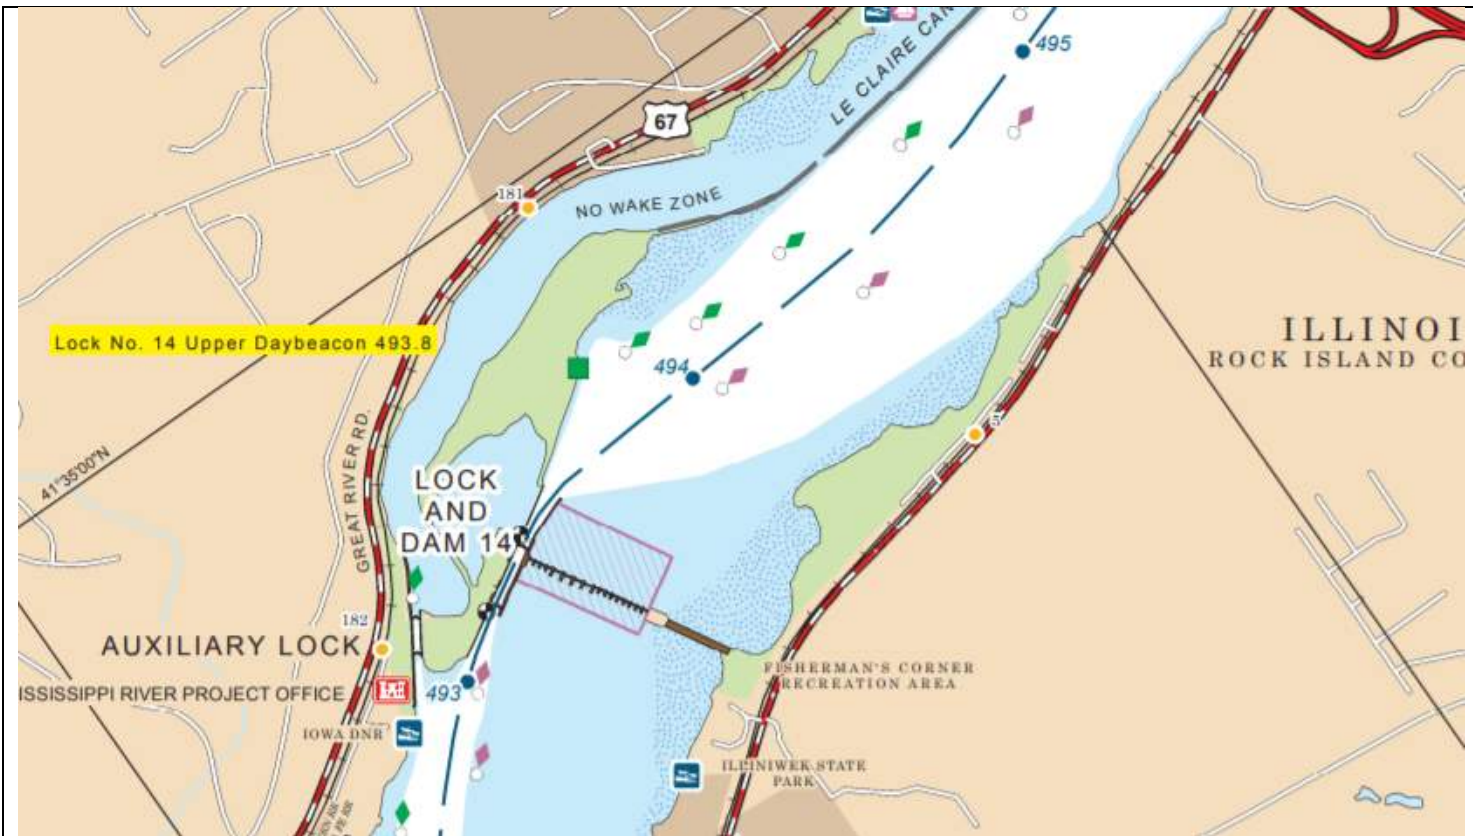 495
LE CLAIRE CAN
67
181
NO WAKE ZONE
Lock No. 14 Upper Daybeacon 493.8
ILLINOI
ROCK ISLAND CO
494
41°35'00"N
GREAT RIVER RD.
LOCK
AND
DAM 14
182
AUXILIARY LOCK
ISSISSIPPI RIVER PROJECT OFFICE
493
FISHERMAN'S CORNER
RECREATION AREA
IOWA DNR
ILLINIWEK STATE
PARK